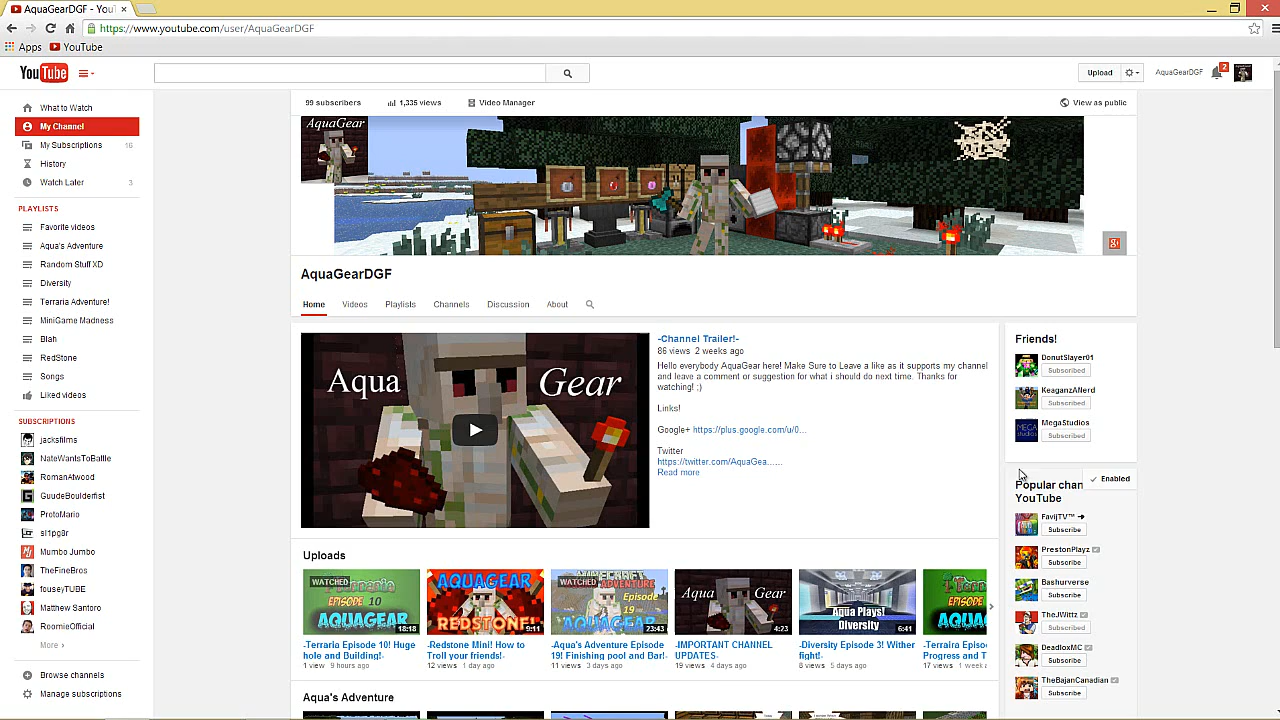 AquaGearDGF - You
https://www.youtube.com/user/AquaGearDGF
Apps YouTube
YouTube
Upload
AquaGearDGF
2
What to Watch
My Channel
My Subscriptions 16
History
Watch Later 3
PLAYLISTS
Favorite videos
Aqua's Adventure
Random Stuff XD
Diversity
Terraria Adventure!
MiniGame Madness
Blah
RedStone
Songs
Liked videos
SUBSCRIPTIONS
jacksfilms
NateWantsToBattle
RomanAtwood
GuudeBoulderfist
ProtoMario
sl1pg8r
Mumbo Jumbo
TheFineBros
fouseyTUBE
Matthew Santoro
RoomieOfficial
More ›
Browse channels
Manage subscriptions
99 subscribers 1,335 views Video Manager View as public
AquaGear
AquaGearDGF
Home Videos Playlists Channels Discussion About
Aqua Gear
-Channel Trailer!-
86 views 2 weeks ago
Hello everybody AquaGear here! Make Sure to Leave a like as it supports my channel
and leave a comment or suggestion for what i should do next time. Thanks for
watching! ;)
Links!
Google+ https://plus.google.com/u/0...
Twitter
https://twitter.com/AquaGea......
Read more
Uploads
WATCHED
EPISODE 10
AQUAGEAR
18:18
-Terraria Episode 10! Huge
hole and Building!-
1 view 9 hours ago
AQUAGEAR
REDSTONE!
9:11
-Redstone Mini! How to
Troll your friends!-
12 views 1 day ago
WATCHED
MINECRAFT
ADVENTURE
Episode
19
AQUAGEAR
23:43
-Aqua's Adventure Episode
19! Finishing pool and Bar!-
11 views 3 days ago
Aqua Gear
4:23
-IMPORTANT CHANNEL
UPDATES-
19 views 4 days ago
Aqua Plays!
Diversity
6:41
-Diversity Episode 3! Wither
fight!-
8 views 5 days ago
EPISODE
-Terraira Episo
Progress and T
17 views 1 week a
Aqua's Adventure
Friends!
DonutSlayer01
Subscribed
KeaganzANerd
Subscribed
MEGA
studios
MegaStudios
Subscribed
Popular chan
YouTube
Enabled
FavijTV™
Subscribe
PrestonPlayz
Subscribe
Bashurverse
Subscribe
TheJWittz
Subscribed
DeadloxMC
Subscribe
TheBajanCanadian
Subscribe